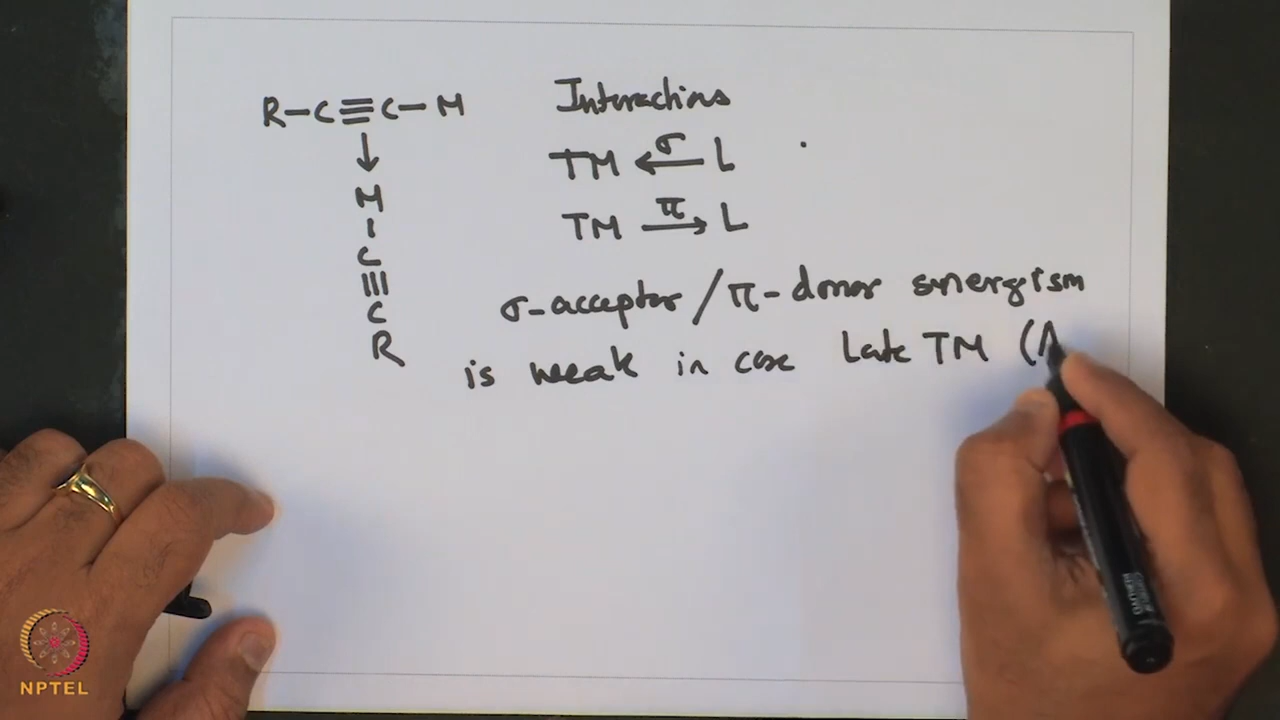 R-C≡C-M
↓
M
|
C
|||
C
R
Interactions
TM ←σ L
TM π→ L
σ-acceptor/π-donor synergism
is weak in case Late TM (
NPTEL